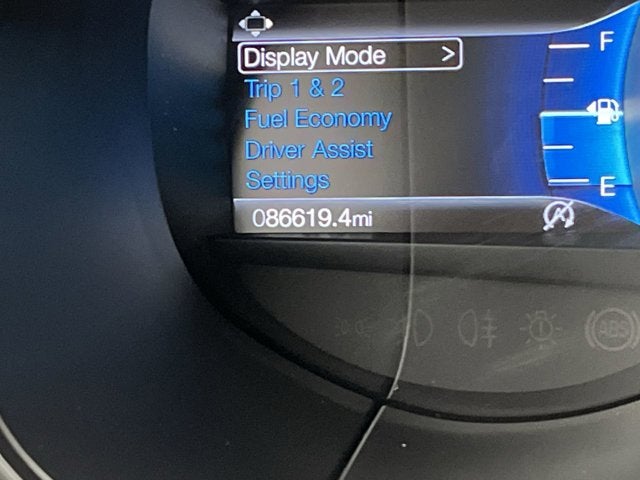 Display Mode >
F
Trip 1 & 2
Fuel Economy
Driver Assist
Settings
E
086619.4mi
A
ABS